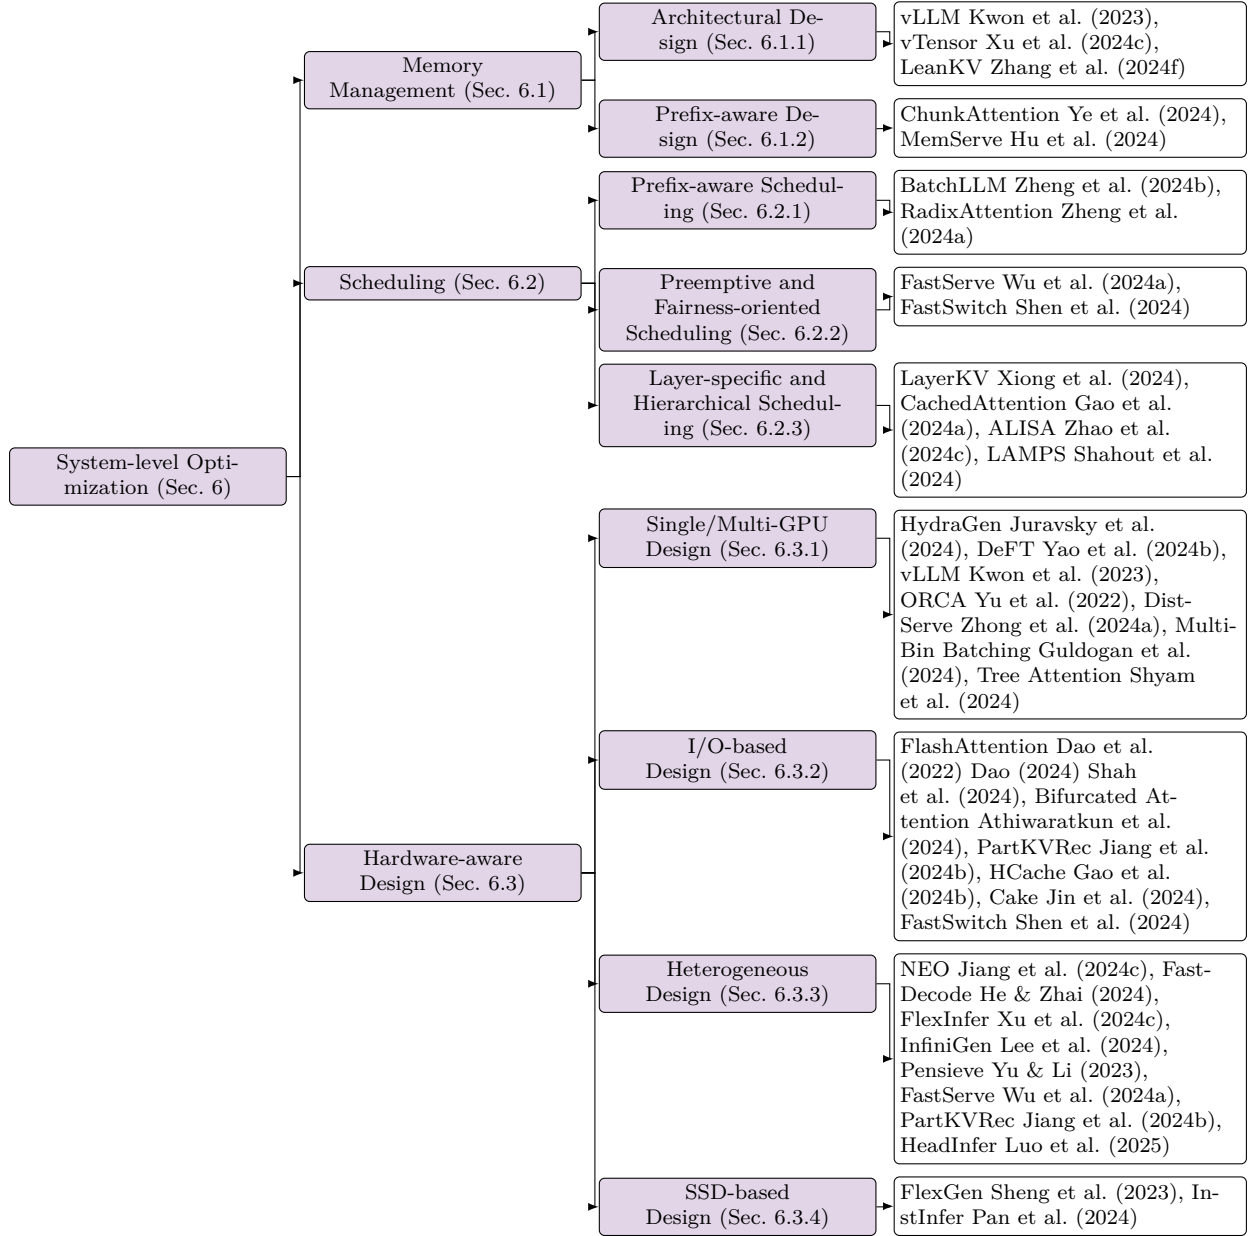 Architectural De-
sign (Sec. 6.1.1)
vLLM Kwon et al. (2023),
vTensor Xu et al. (2024c),
LeanKV Zhang et al. (2024f)
Memory
Management (Sec. 6.1)
Prefix-aware De-
sign (Sec. 6.1.2)
ChunkAttention Ye et al. (2024),
MemServe Hu et al. (2024)
Prefix-aware Schedul-
ing (Sec. 6.2.1)
BatchLLM Zheng et al. (2024b),
RadixAttention Zheng et al.
(2024a)
Scheduling (Sec. 6.2)
Preemptive and
Fairness-oriented
Scheduling (Sec. 6.2.2)
FastServe Wu et al. (2024a),
FastSwitch Shen et al. (2024)
Layer-specific and
Hierarchical Schedul-
ing (Sec. 6.2.3)
LayerKV Xiong et al. (2024),
CachedAttention Gao et al.
(2024a), ALISA Zhao et al.
(2024c), LAMPS Shahout et al.
(2024)
System-level Opti-
mization (Sec. 6)
Single/Multi-GPU
Design (Sec. 6.3.1)
HydraGen Juravsky et al.
(2024), DeFT Yao et al. (2024b),
vLLM Kwon et al. (2023),
ORCA Yu et al. (2022), Dist-
Serve Zhong et al. (2024a), Multi-
Bin Batching Guldogan et al.
(2024), Tree Attention Shyam
et al. (2024)
I/O-based
Design (Sec. 6.3.2)
FlashAttention Dao et al.
(2022) Dao (2024) Shah
et al. (2024), Bifurcated At-
tention Athiwaratkun et al.
(2024), PartKVRec Jiang et al.
(2024b), HCache Gao et al.
(2024b), Cake Jin et al. (2024),
FastSwitch Shen et al. (2024)
Hardware-aware
Design (Sec. 6.3)
Heterogeneous
Design (Sec. 6.3.3)
NEO Jiang et al. (2024c), Fast-
Decode He & Zhai (2024),
FlexInfer Xu et al. (2024c),
InfiniGen Lee et al. (2024),
Pensieve Yu & Li (2023),
FastServe Wu et al. (2024a),
PartKVRec Jiang et al. (2024b),
HeadInfer Luo et al. (2025)
SSD-based
Design (Sec. 6.3.4)
FlexGen Sheng et al. (2023), In-
stInfer Pan et al. (2024)